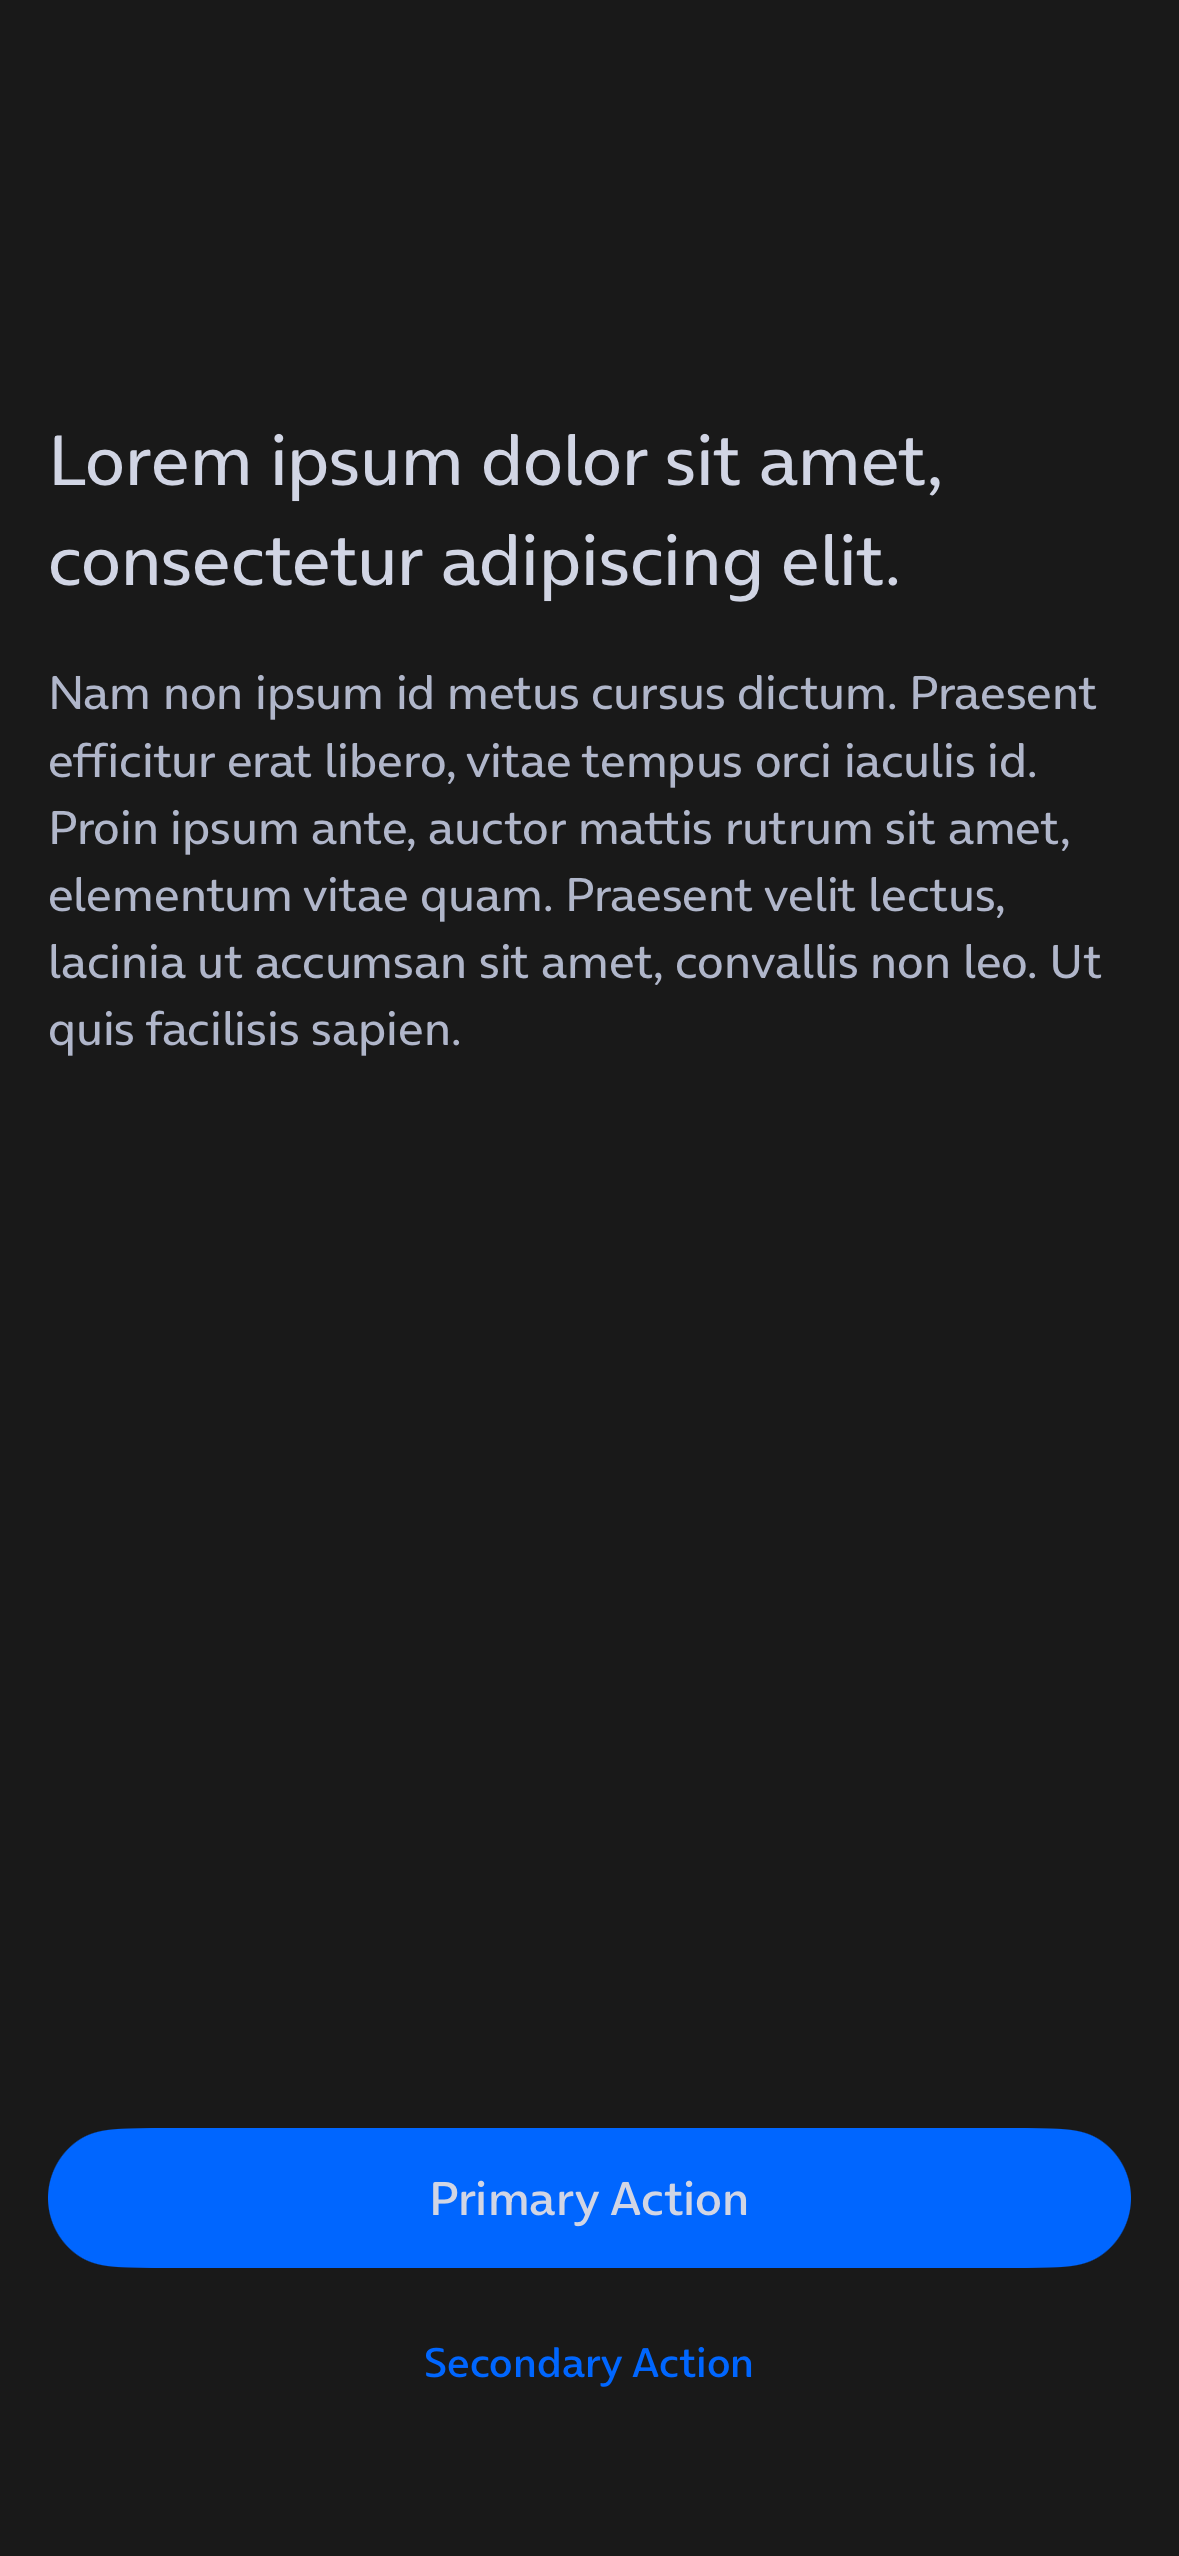 Lorem ipsum dolor sit amet,
consectetur adipiscing elit.
Nam non ipsum id metus cursus dictum. Praesent
efficitur erat libero, vitae tempus orci iaculis id.
Proin ipsum ante, auctor mattis rutrum sit amet,
elementum vitae quam. Praesent velit lectus,
lacinia ut accumsan sit amet, convallis non leo. Ut
quis facilisis sapien.
Primary Action
Secondary Action